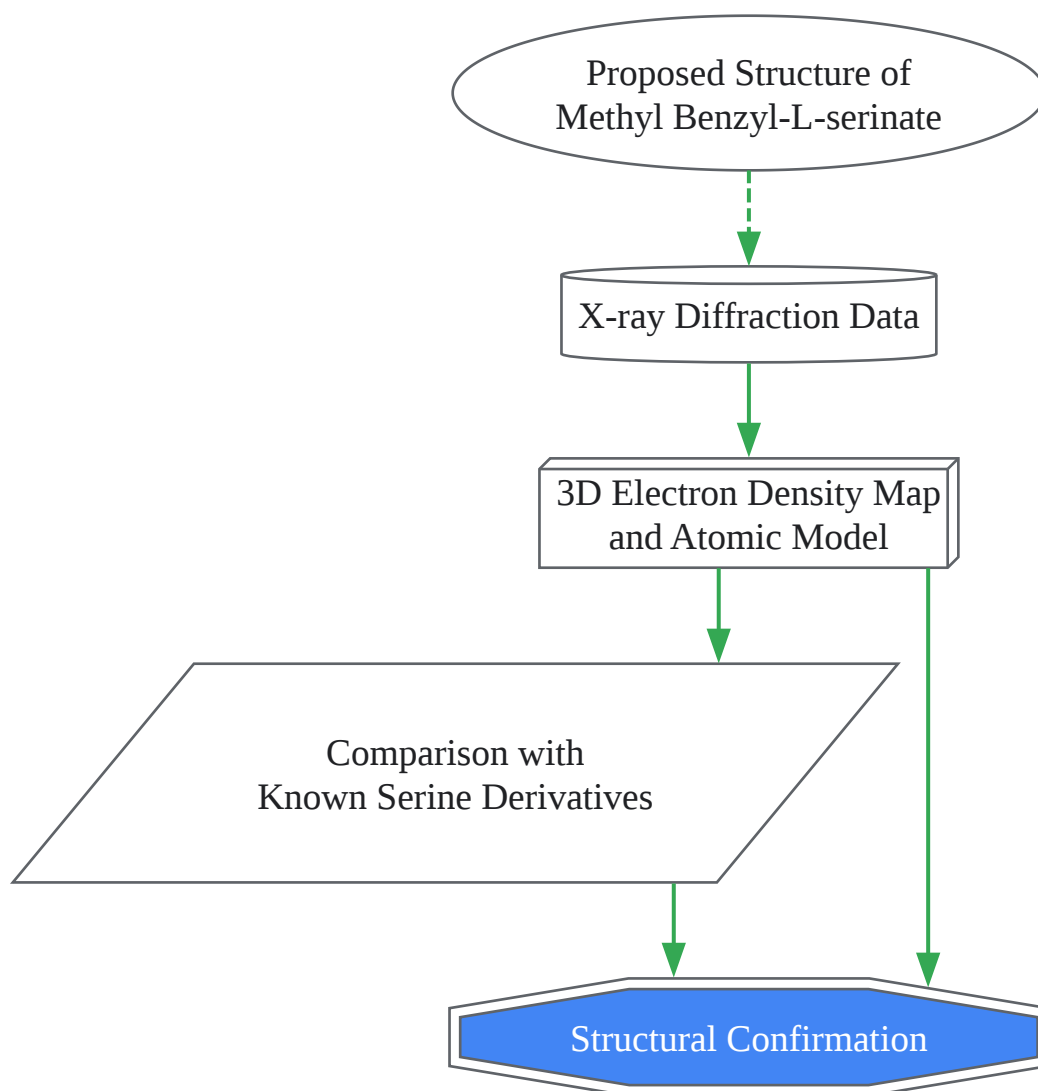 Proposed Structure of
Methyl Benzyl-L-serinate
X-ray Diffraction Data
3D Electron Density Map
and Atomic Model
Comparison with
Known Serine Derivatives
Structural Confirmation